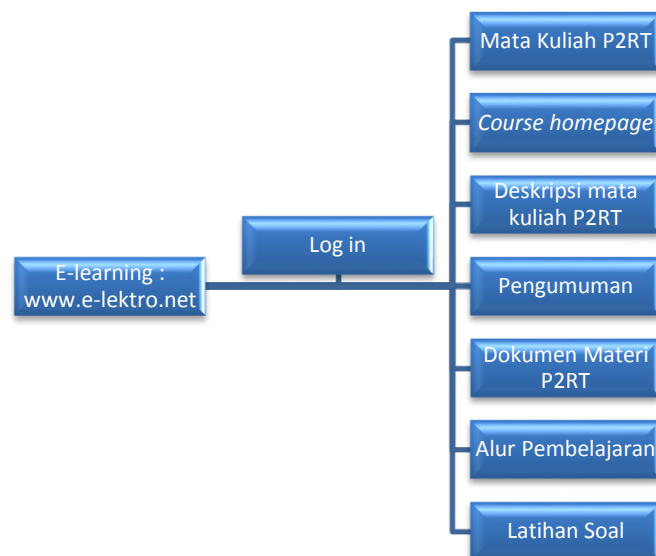 E-learning :
www.e-lektro.net
Log in
Mata Kuliah P2RT
Course homepage
Deskripsi mata
kuliah P2RT
Pengumuman
Dokumen Materi
P2RT
Alur Pembelajaran
Latihan Soal